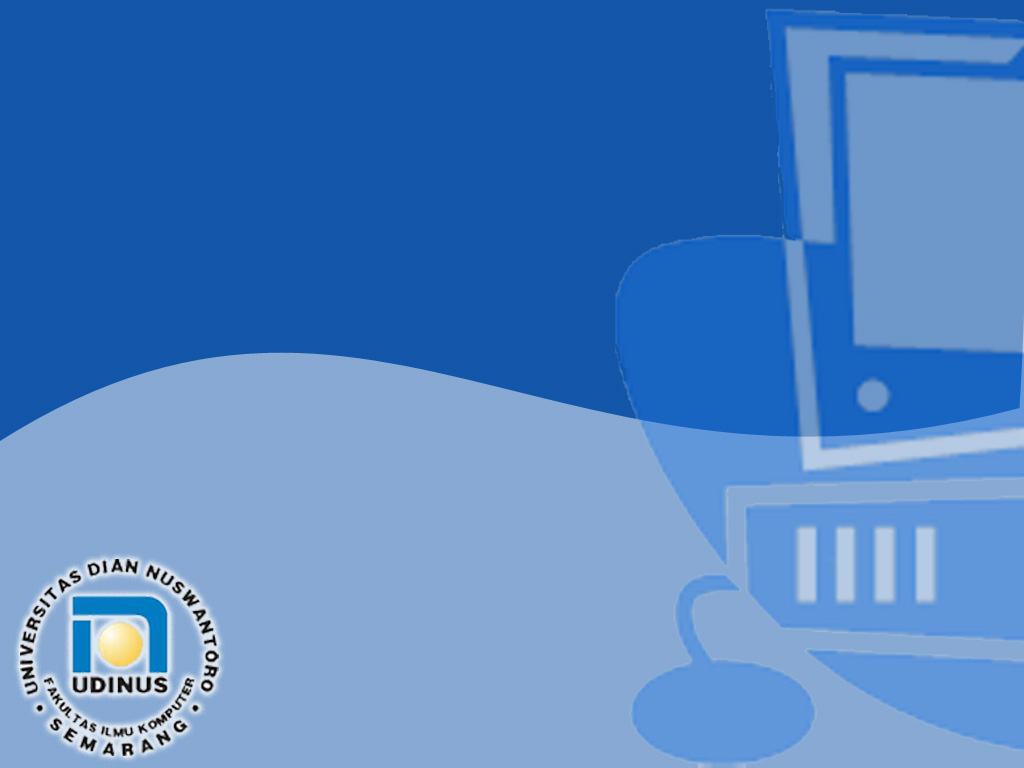 UNIVERSITAS DIAN NUSWANTORO
UDINUS
FAKULTAS ILMU KOMPUTER
• SEMARANG •